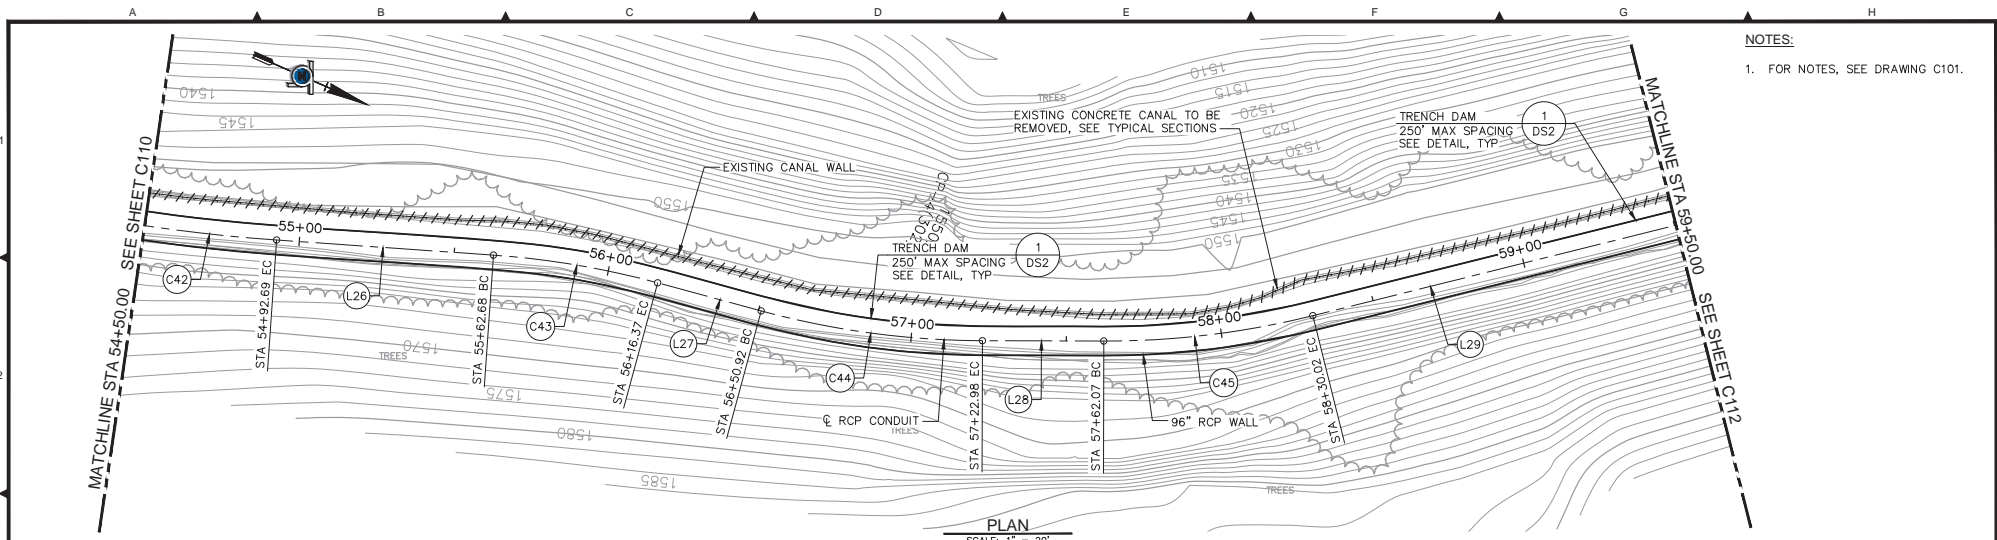 A B C D E F G H
NOTES:
1. FOR NOTES, SEE DRAWING C101.
1
2
MATCHLINE STA 54+50.00 SEE SHEET C110
MATCHLINE STA 59+50.00 SEE SHEET C112
1540
1545
1550
TREES
1510
1515
1520
1525
1530
1535
1540
1545
1550
EXISTING CANAL WALL
EXISTING CONCRETE CANAL TO BE
REMOVED, SEE TYPICAL SECTIONS
TRENCH DAM
250' MAX SPACING
SEE DETAIL, TYP
1
DS2
TRENCH DAM
250' MAX SPACING
SEE DETAIL, TYP
1
DS2
55+00
56+00
57+00
58+00
59+00
C42
STA 54+92.69 EC
L26
STA 55+62.68 BC
C43
STA 56+16.37 EC
L27
STA 56+50.92 BC
C44
℄ RCP CONDUIT
STA 57+22.98 EC
L28
STA 57+62.07 BC
96" RCP WALL
C45
STA 58+30.02 EC
L29
1570
TREES
1575
1580
1585
TREES
TREES
PLAN